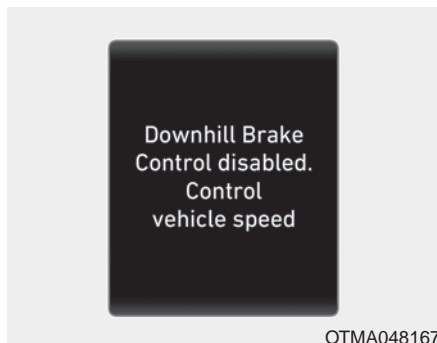 Downhill Brake
Control disabled.
Control
vehicle speed
OTMA048167